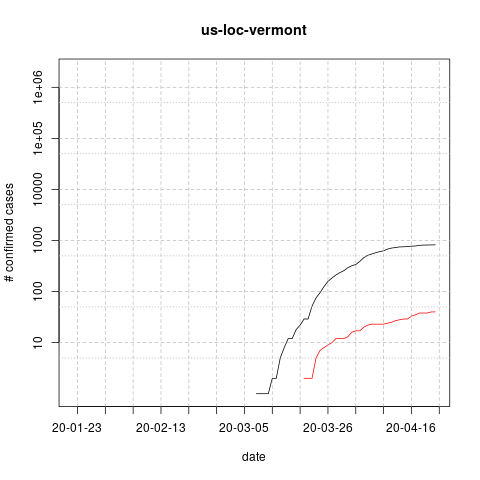 us-loc-vermont
# confirmed cases
1e+06
1e+05
10000
1000
100
10
20-01-23 20-02-13 20-03-05 20-03-26 20-04-16
date